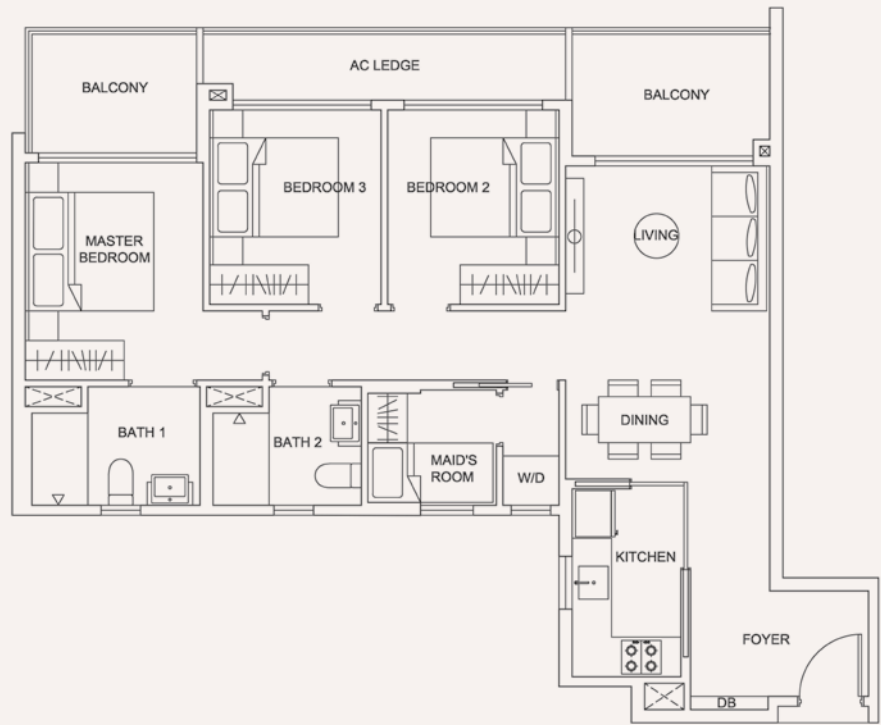 AC LEDGE
BALCONY
BALCONY
BEDROOM 3
BEDROOM 2
MASTER
BEDROOM
LIVING
DINING
BATH 1
BATH 2
MAID'S
ROOM
W/D
KITCHEN
FOYER
DB